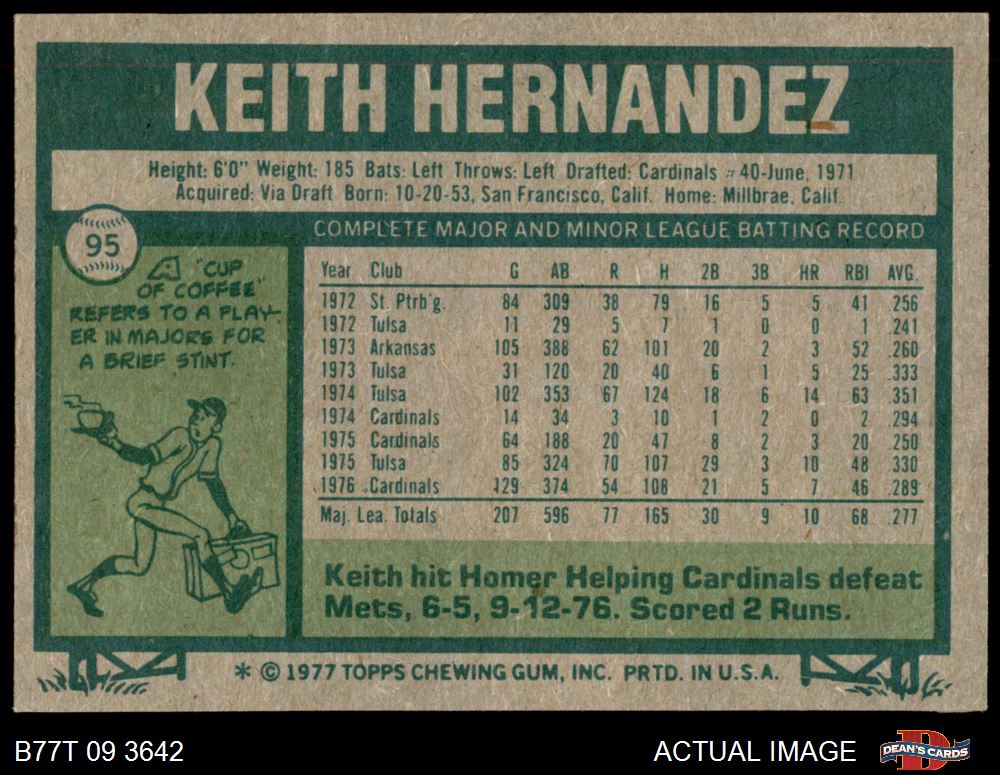 KEITH HERNANDEZ
Height: 6'0" Weight: 185 Bats: Left Throws: Left Drafted: Cardinals #40-June, 1971
Acquired: Via Draft Born: 10-20-53, San Francisco, Calif. Home: Millbrae, Calif.
95
A "CUP
OF COFFEE"
REFERS TO A PLAY-
ER IN MAJORS FOR
A BRIEF STINT.
COMPLETE MAJOR AND MINOR LEAGUE BATTING RECORD
Year Club G AB R H 2B 3B HR RBI AVG.
1972 St. Ptrb'g. 84 309 38 79 16 5 5 41 .256
1972 Tulsa 11 29 5 7 1 0 0 1 .241
1973 Arkansas 105 388 62 101 20 2 3 52 .260
1973 Tulsa 31 120 20 40 6 1 5 25 .333
1974 Tulsa 102 353 67 124 18 6 14 63 .351
1974 Cardinals 14 34 3 10 1 2 0 2 .294
1975 Cardinals 64 188 20 47 8 2 3 20 .250
1975 Tulsa 85 324 70 107 29 3 10 48 .330
1976 Cardinals 129 374 54 108 21 5 7 46 .289
Maj. Lea. Totals 207 596 77 165 30 9 10 68 .277
Keith hit Homer Helping Cardinals defeat
Mets, 6-5, 9-12-76. Scored 2 Runs.
* © 1977 TOPPS CHEWING GUM, INC. PRTD. IN U.S.A.
B77T 09 3642
ACTUAL IMAGE
D
DEAN'S CARDS